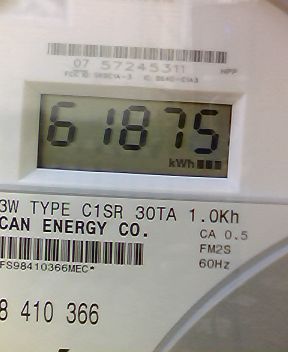 07 57245311
61875
kWh
3W TYPE C1SR 30TA 1.0Kh
CAN ENERGY CO.
CA 0.5
FM2S
60Hz
FS98410366MEC*
8 410 366